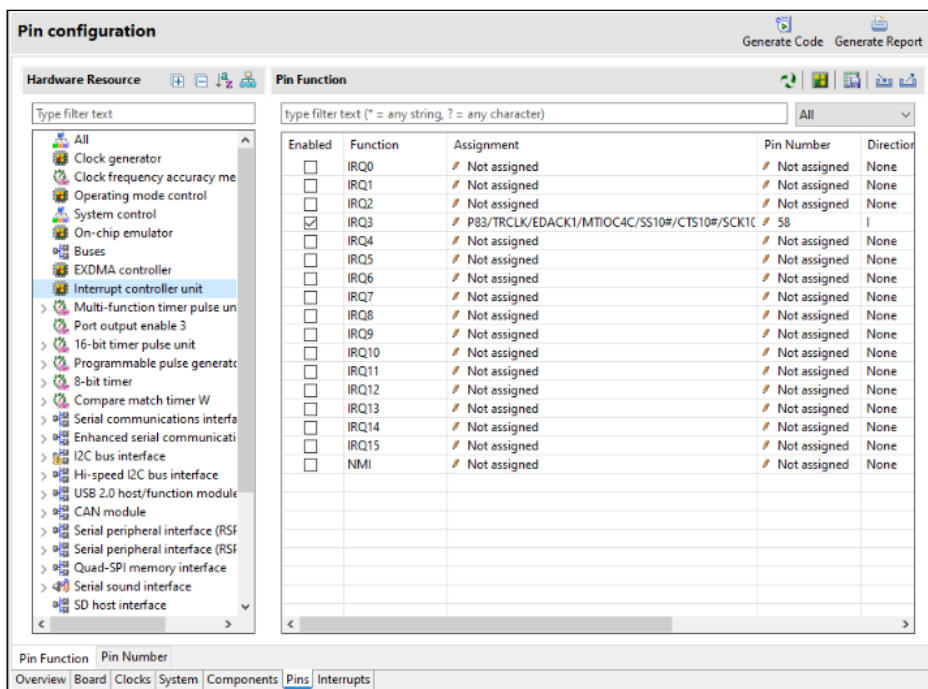 Pin configuration
Generate Code Generate Report
Hardware Resource
Pin Function
Type filter text
type filter text (* = any string, ? = any character)
All
All
Clock generator
Clock frequency accuracy me
Operating mode control
System control
On-chip emulator
Buses
EXDMA controller
Interrupt controller unit
Multi-function timer pulse un
Port output enable 3
16-bit timer pulse unit
Programmable pulse generato
8-bit timer
Compare match timer W
Serial communications interfa
Enhanced serial communicati
I2C bus interface
Hi-speed I2C bus interface
USB 2.0 host/function module
CAN module
Serial peripheral interface (RSP
Serial peripheral interface (RSP
Quad-SPI memory interface
Serial sound interface
SD host interface
Enabled Function Assignment Pin Number Direction
IRQ0 Not assigned Not assigned None
IRQ1 Not assigned Not assigned None
IRQ2 Not assigned Not assigned None
IRQ3 P83/TRCLK/EDACK1/MTIOC4C/SS10#/CTS10#/SCK10 58 I
IRQ4 Not assigned Not assigned None
IRQ5 Not assigned Not assigned None
IRQ6 Not assigned Not assigned None
IRQ7 Not assigned Not assigned None
IRQ8 Not assigned Not assigned None
IRQ9 Not assigned Not assigned None
IRQ10 Not assigned Not assigned None
IRQ11 Not assigned Not assigned None
IRQ12 Not assigned Not assigned None
IRQ13 Not assigned Not assigned None
IRQ14 Not assigned Not assigned None
IRQ15 Not assigned Not assigned None
NMI Not assigned Not assigned None
Pin Function Pin Number
Overview Board Clocks System Components Pins Interrupts